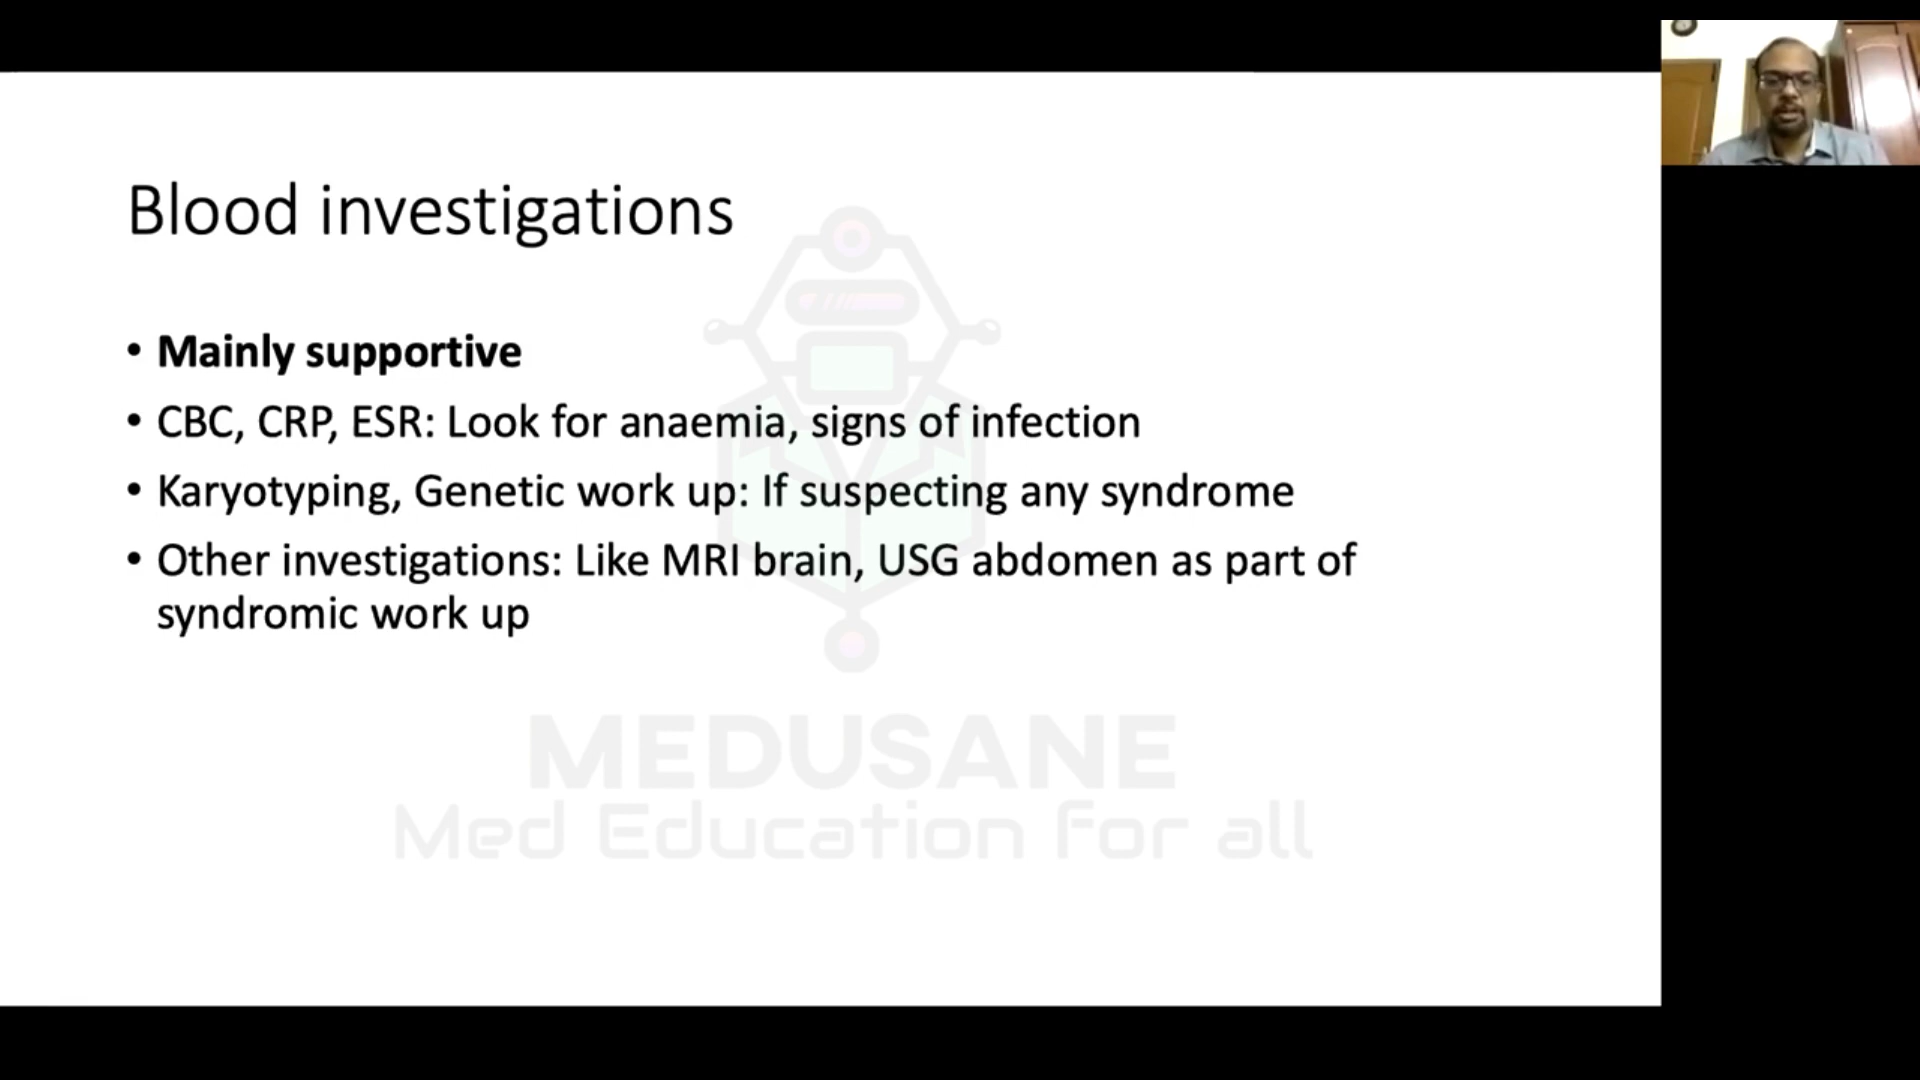 Blood investigations
• Mainly supportive
• CBC, CRP, ESR: Look for anaemia, signs of infection
• Karyotyping, Genetic work up: If suspecting any syndrome
• Other investigations: Like MRI brain, USG abdomen as part of
syndromic work up
MEDUSANE
Med Education for all